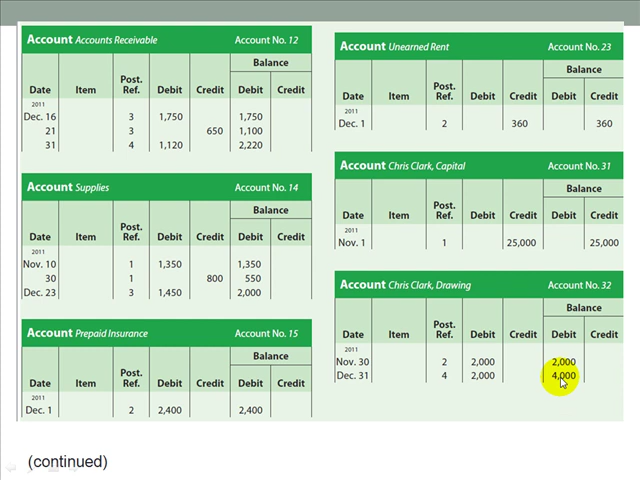 Account Accounts Receivable Account No. 12
Balance
Date Item Post. Ref. Debit Credit Debit Credit
2011
Dec. 16 3 1,750 1,750
21 3 650 1,100
31 4 1,120 2,220
Account Supplies Account No. 14
Balance
Date Item Post. Ref. Debit Credit Debit Credit
2011
Nov. 10 1 1,350 1,350
30 1 800 550
Dec. 23 3 1,450 2,000
Account Prepaid Insurance Account No. 15
Balance
Date Item Post. Ref. Debit Credit Debit Credit
2011
Dec. 1 2 2,400 2,400
Account Unearned Rent Account No. 23
Balance
Date Item Post. Ref. Debit Credit Debit Credit
2011
Dec. 1 2 360 360
Account Chris Clark, Capital Account No. 31
Balance
Date Item Post. Ref. Debit Credit Debit Credit
2011
Nov. 1 1 25,000 25,000
Account Chris Clark, Drawing Account No. 32
Balance
Date Item Post. Ref. Debit Credit Debit Credit
2011
Nov. 30 2 2,000 2,000
Dec. 31 4 2,000 4,000
(continued)